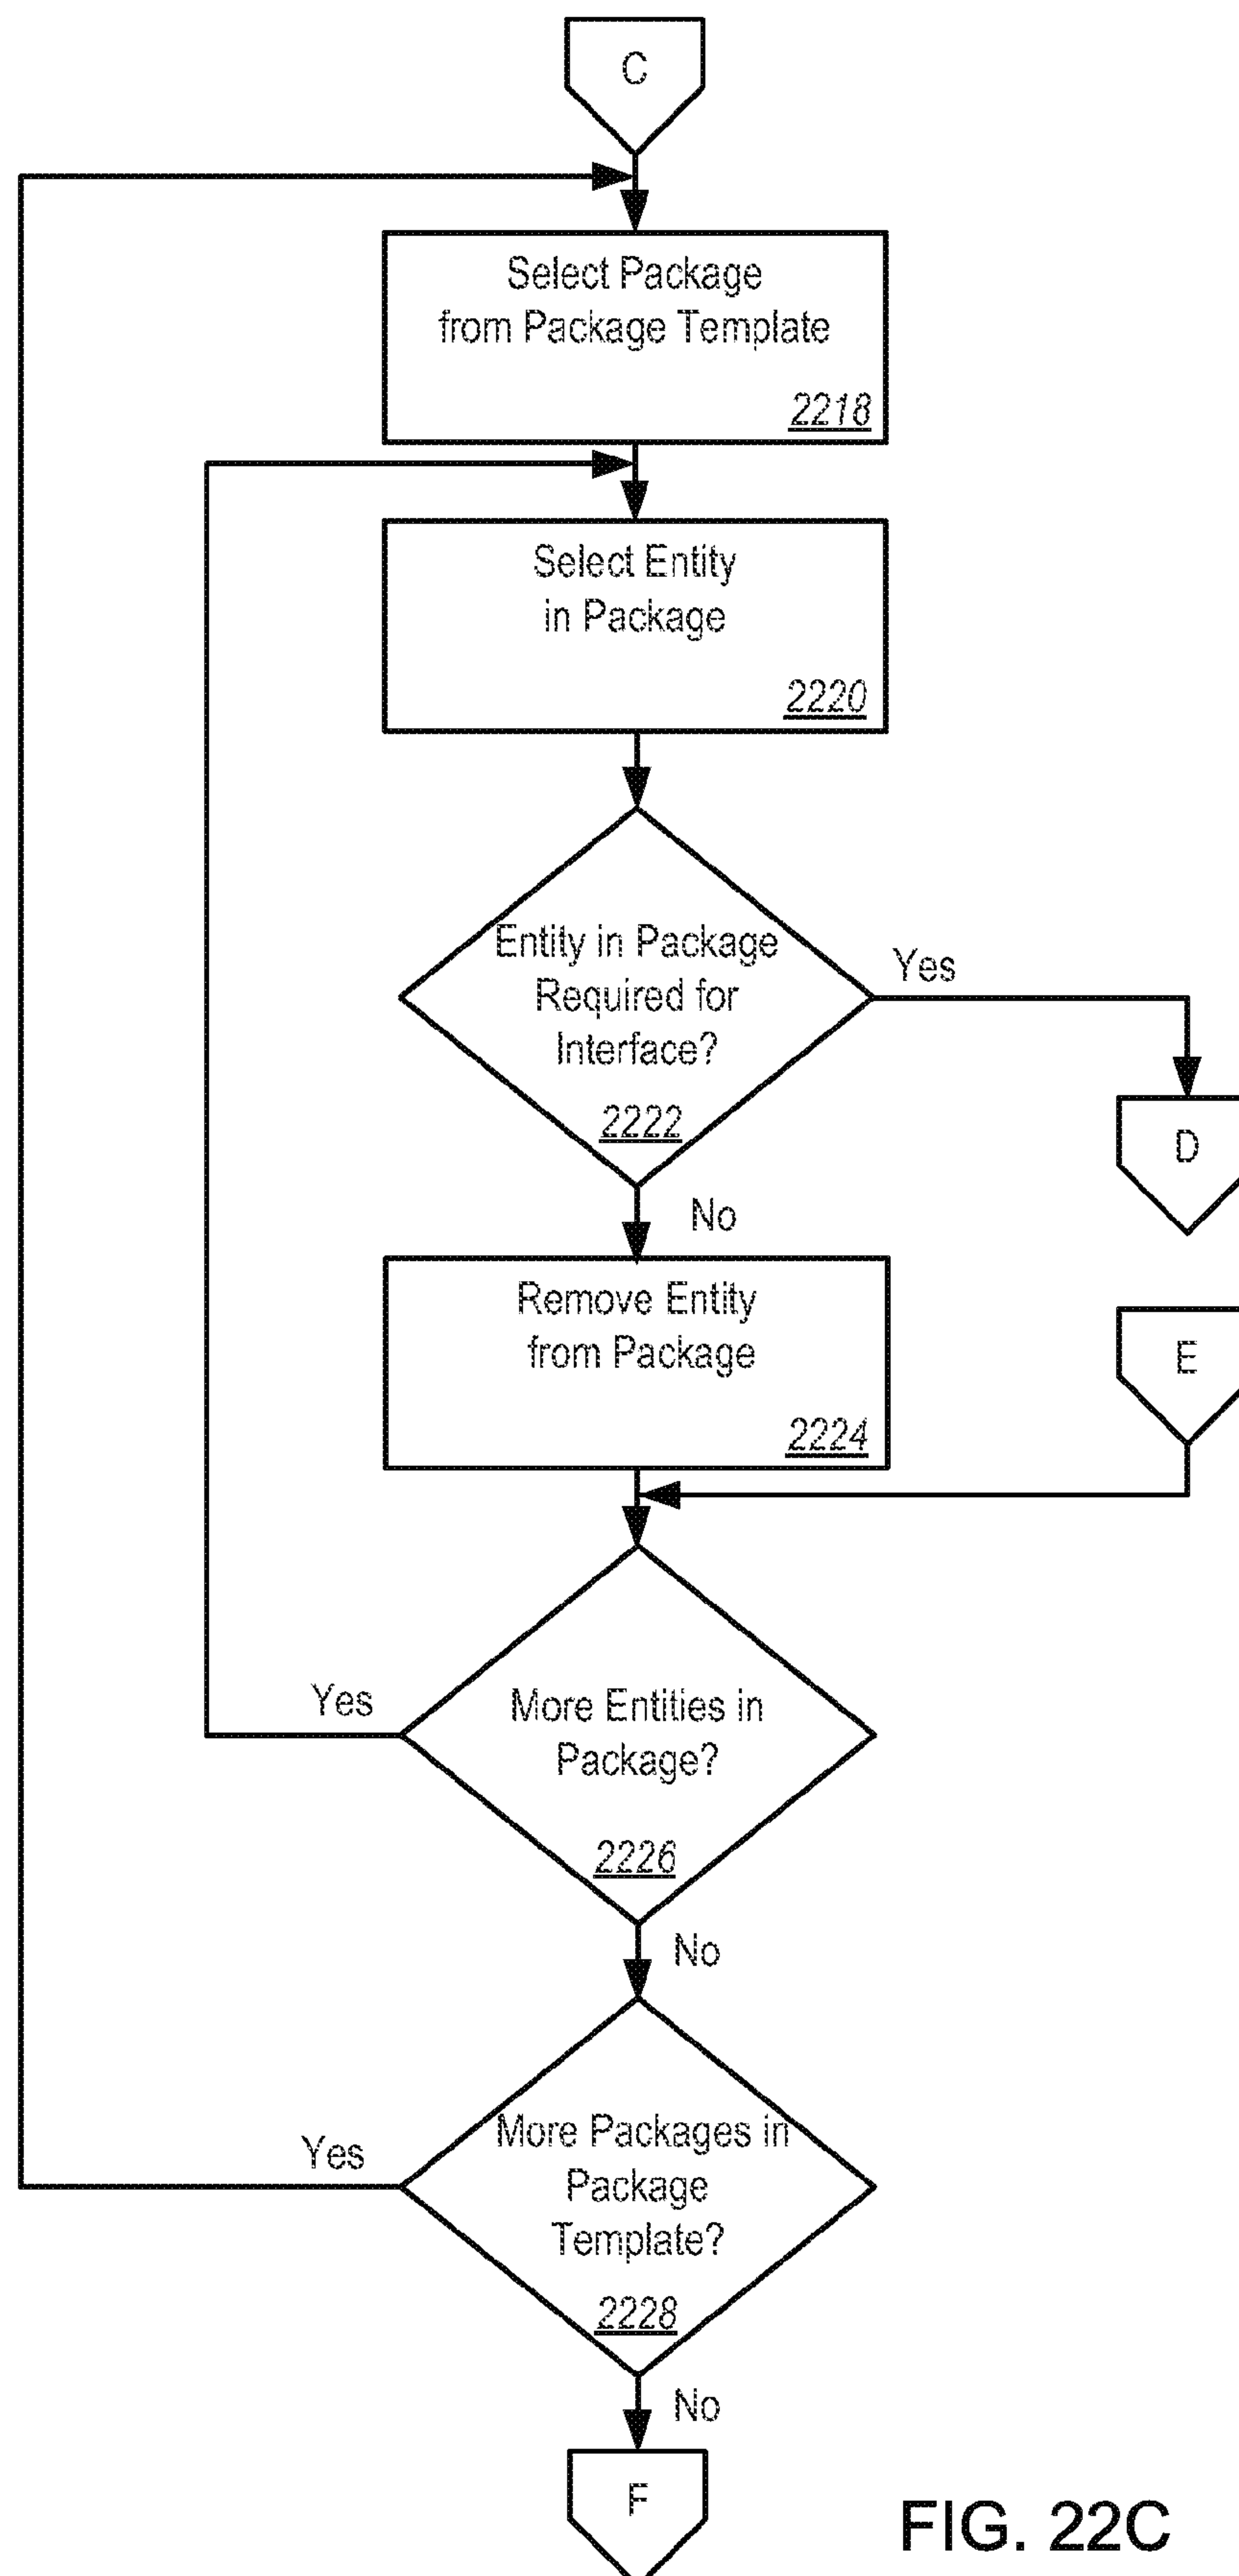 C
Select Package
from Package Template
2218
Select Entity
in Package
2220
Entity in Package
Required for
Interface?
2222
Yes
D
No
Remove Entity
from Package
2224
E
More Entities in
Package?
2226
Yes
No
More Packages in
Package
Template?
2228
Yes
No
F
FIG. 22C